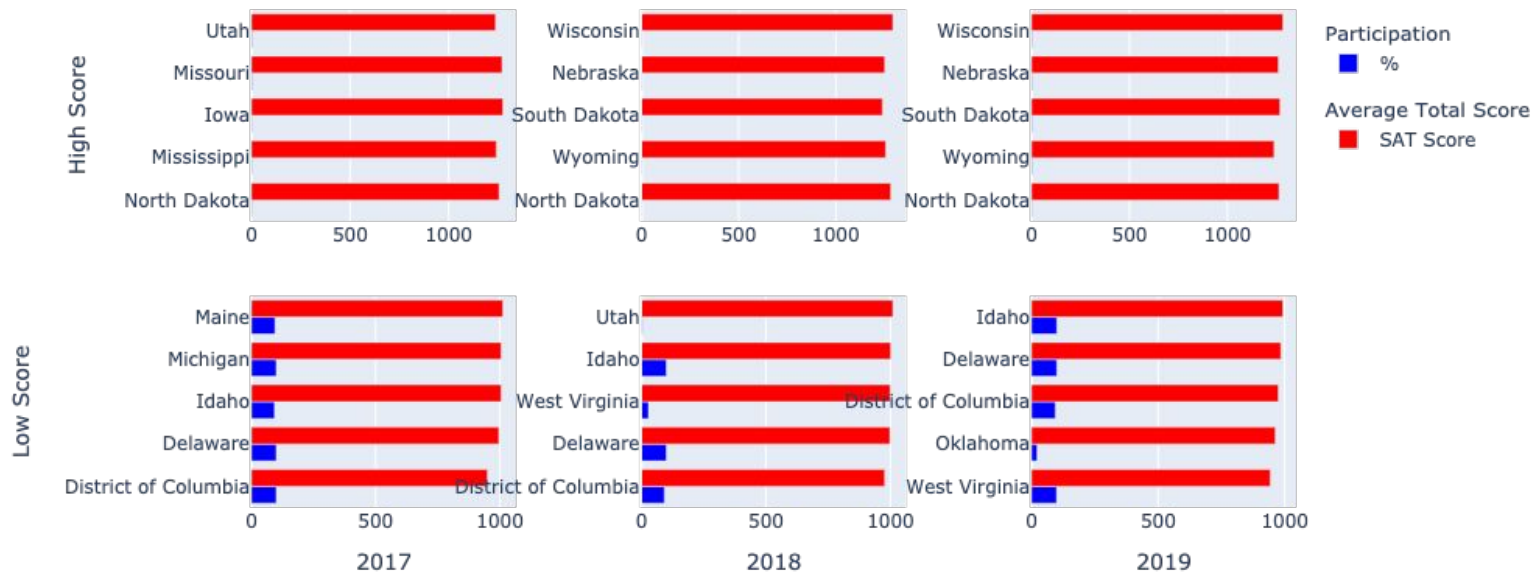 High Score
Utah
Missouri
Iowa
Mississippi
North Dakota
0 500 1000
Wisconsin
Nebraska
South Dakota
Wyoming
North Dakota
0 500 1000
Wisconsin
Nebraska
South Dakota
Wyoming
North Dakota
0 500 1000
Participation
%
Average Total Score
SAT Score
Low Score
Maine
Michigan
Idaho
Delaware
District of Columbia
0 500 1000
2017
Utah
Idaho
West Virginia
Delaware
District of Columbia
0 500 1000
2018
Idaho
Delaware
District of Columbia
Oklahoma
West Virginia
0 500 1000
2019